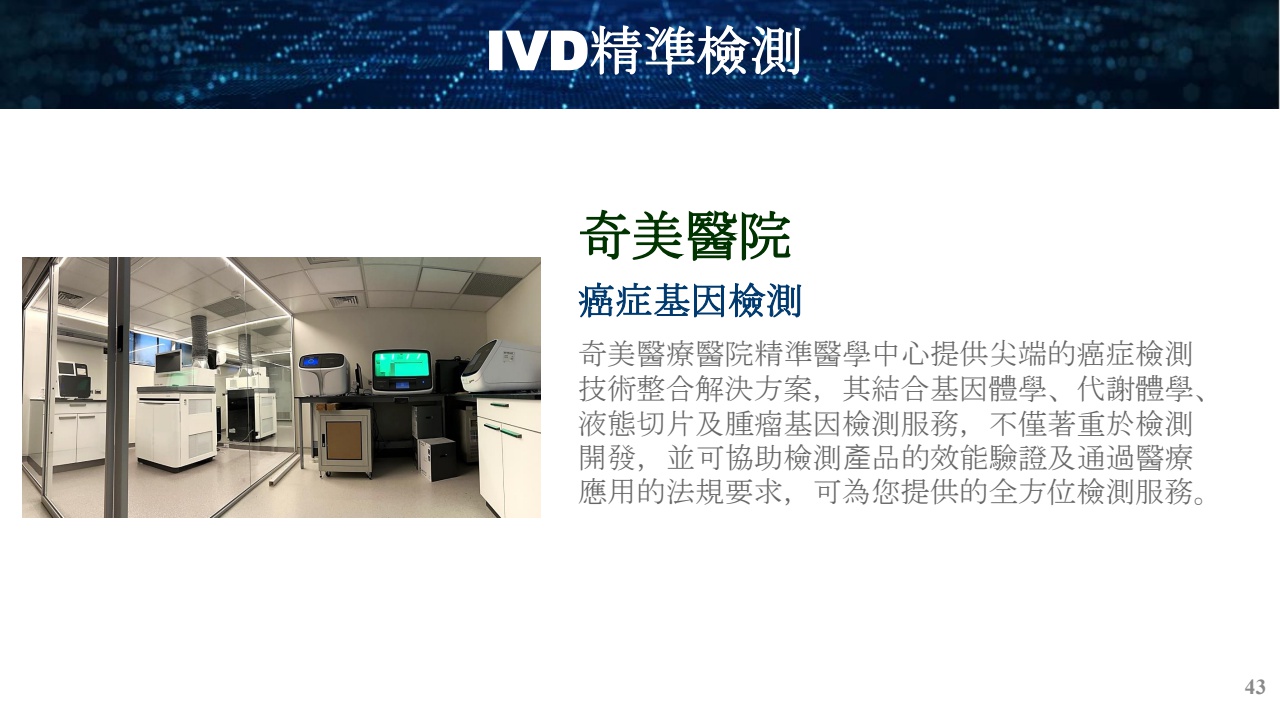 IVD精準檢測
奇美醫院
癌症基因檢測
奇美醫療醫院精準醫學中心提供尖端的癌症檢測
技術整合解決方案，其結合基因體學、代謝體學、
液態切片及腫瘤基因檢測服務，不僅著重於檢測
開發，並可協助檢測產品的效能驗證及通過醫療
應用的法規要求，可為您提供的全方位檢測服務。
43